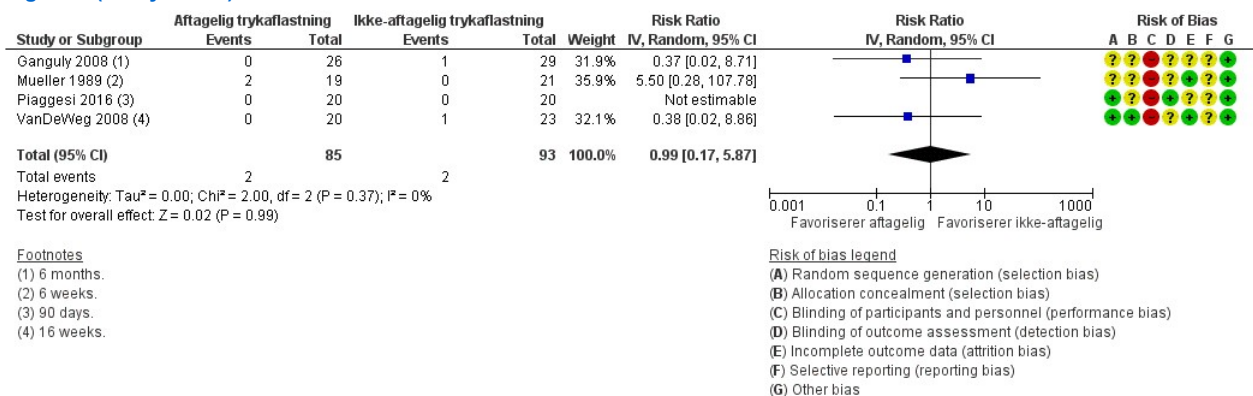 Aftagelig trykaflastning Ikke-aftagelig trykaflastning Risk Ratio Risk Ratio Risk of Bias
Study or Subgroup Events Total Events Total Weight IV, Random, 95% CI IV, Random, 95% CI A B C D E F G
Ganguly 2008 (1) 0 26 1 29 31.9% 0.37 [0.02, 8.71] ? ? - ? ? ? +
Mueller 1989 (2) 2 19 0 21 35.9% 5.50 [0.28, 107.78] ? ? - ? + ? +
Piaggesi 2016 (3) 0 20 0 20 Not estimable + ? - + ? ? +
VanDeWeg 2008 (4) 0 20 1 23 32.1% 0.38 [0.02, 8.86] + + - ? + ? +
Total (95% CI) 85 93 100.0% 0.99 [0.17, 5.87]
Total events 2 2
Heterogeneity: Tau² = 0.00; Chi² = 2.00, df = 2 (P = 0.37); I² = 0%
Test for overall effect: Z = 0.02 (P = 0.99)
0.001 0.1 1 10 1000
Favoriserer aftagelig Favoriserer ikke-aftagelig
Footnotes
(1) 6 months.
(2) 6 weeks.
(3) 90 days.
(4) 16 weeks.
Risk of bias legend
(A) Random sequence generation (selection bias)
(B) Allocation concealment (selection bias)
(C) Blinding of participants and personnel (performance bias)
(D) Blinding of outcome assessment (detection bias)
(E) Incomplete outcome data (attrition bias)
(F) Selective reporting (reporting bias)
(G) Other bias